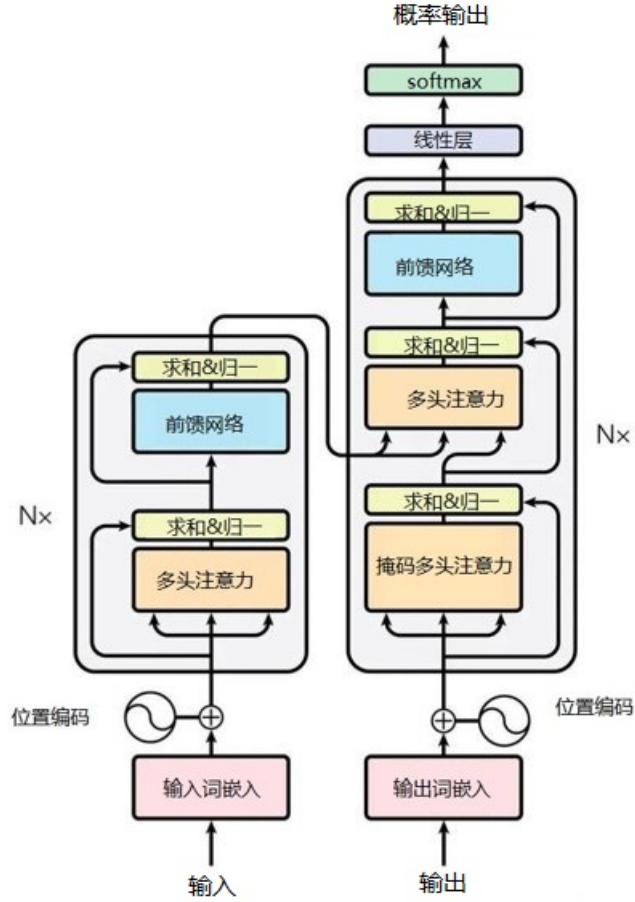 概率输出
softmax
线性层
求和&归一
前馈网络
求和&归一
多头注意力
求和&归一
掩码多头注意力
N×
位置编码
输出词嵌入
输出
求和&归一
前馈网络
求和&归一
多头注意力
N×
位置编码
输入词嵌入
输入